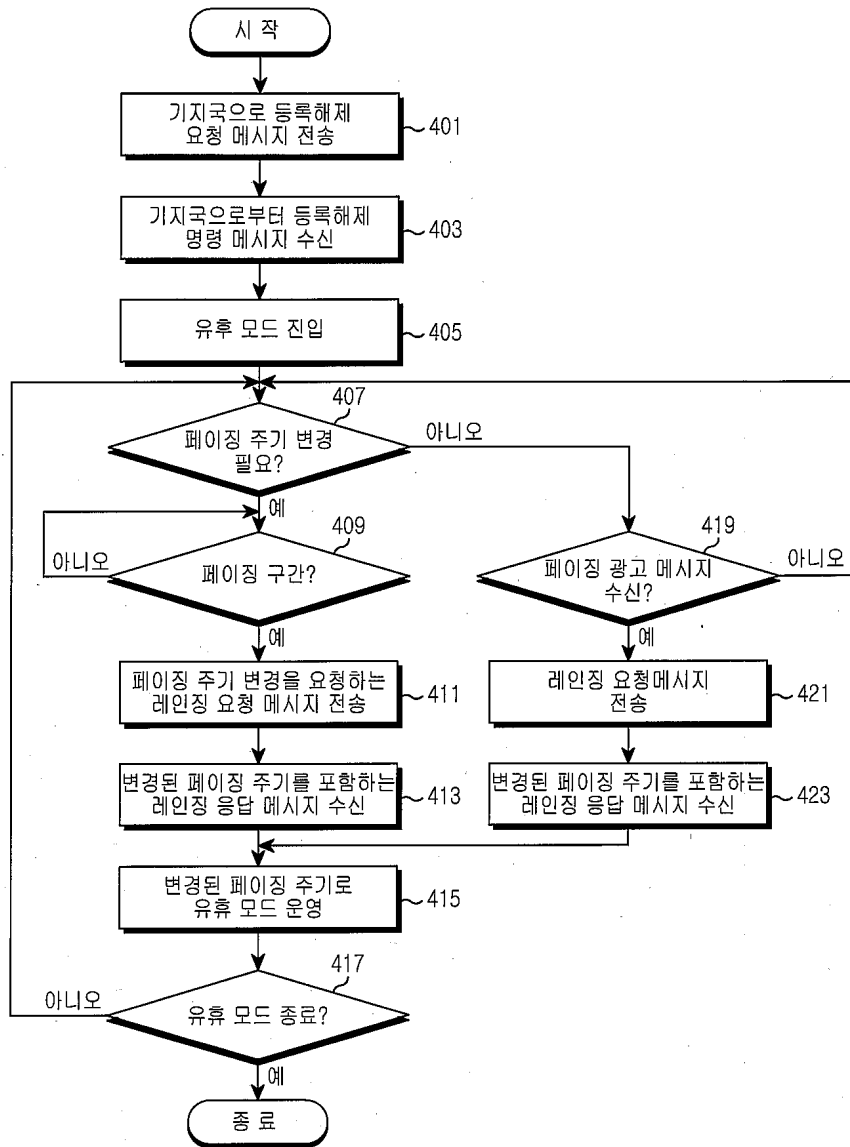 시 작
기지국으로 등록해제
요청 메시지 전송
401
기지국으로부터 등록해제
명령 메시지 수신
403
유후 모드 진입
405
407
페이징 주기 변경
필요?
아니오
예
409
페이징 구간?
아니오
예
419
페이징 광고 메시지
수신?
아니오
예
페이징 주기 변경을 요청하는
레인징 요청 메시지 전송
411
레인징 요청메시지
전송
421
변경된 페이징 주기를 포함하는
레인징 응답 메시지 수신
413
변경된 페이징 주기를 포함하는
레인징 응답 메시지 수신
423
변경된 페이징 주기로
유휴 모드 운영
415
417
유휴 모드 종료?
아니오
예
종 료